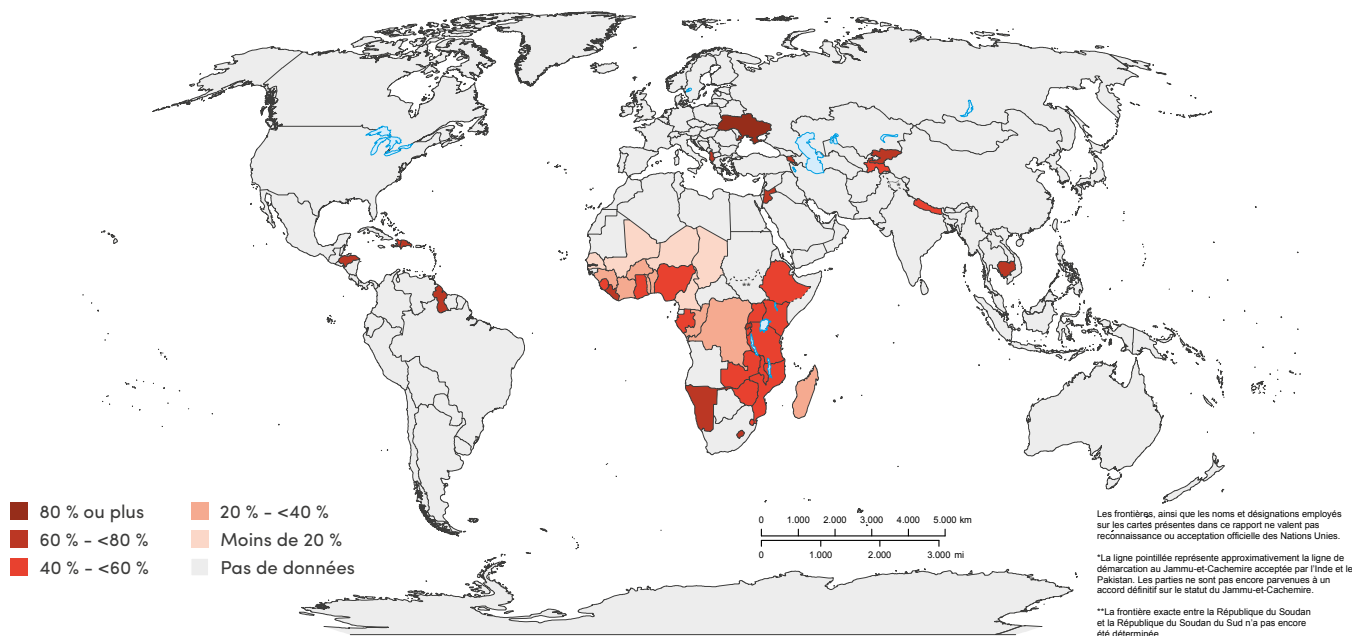 80 % ou plus
60 % - <80 %
40 % - <60 %
20 % - <40 %
Moins de 20 %
Pas de données
0 1.000 2.000 3.000 4.000 5.000 km
0 1.000 2.000 3.000 mi
**
Les frontières, ainsi que les noms et désignations employés
sur les cartes présentes dans ce rapport ne valent pas
reconnaissance ou acceptation officielle des Nations Unies.
*La ligne pointillée représente approximativement la ligne de
démarcation au Jammu-et-Cachemire acceptée par l'Inde et le
Pakistan. Les parties ne sont pas encore parvenues à un
accord définitif sur le statut du Jammu-et-Cachemire.
**La frontière exacte entre la République du Soudan
et la République du Soudan du Sud n'a pas encore
été déterminée